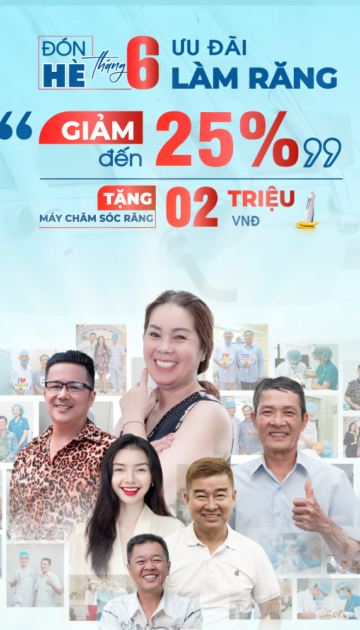 ĐÓN
HÈ tháng 6
ƯU ĐÃI
LÀM RĂNG
GIẢM
đến
25%
TẶNG
MÁY CHĂM SÓC RĂNG
02 TRIỆU
VNĐ